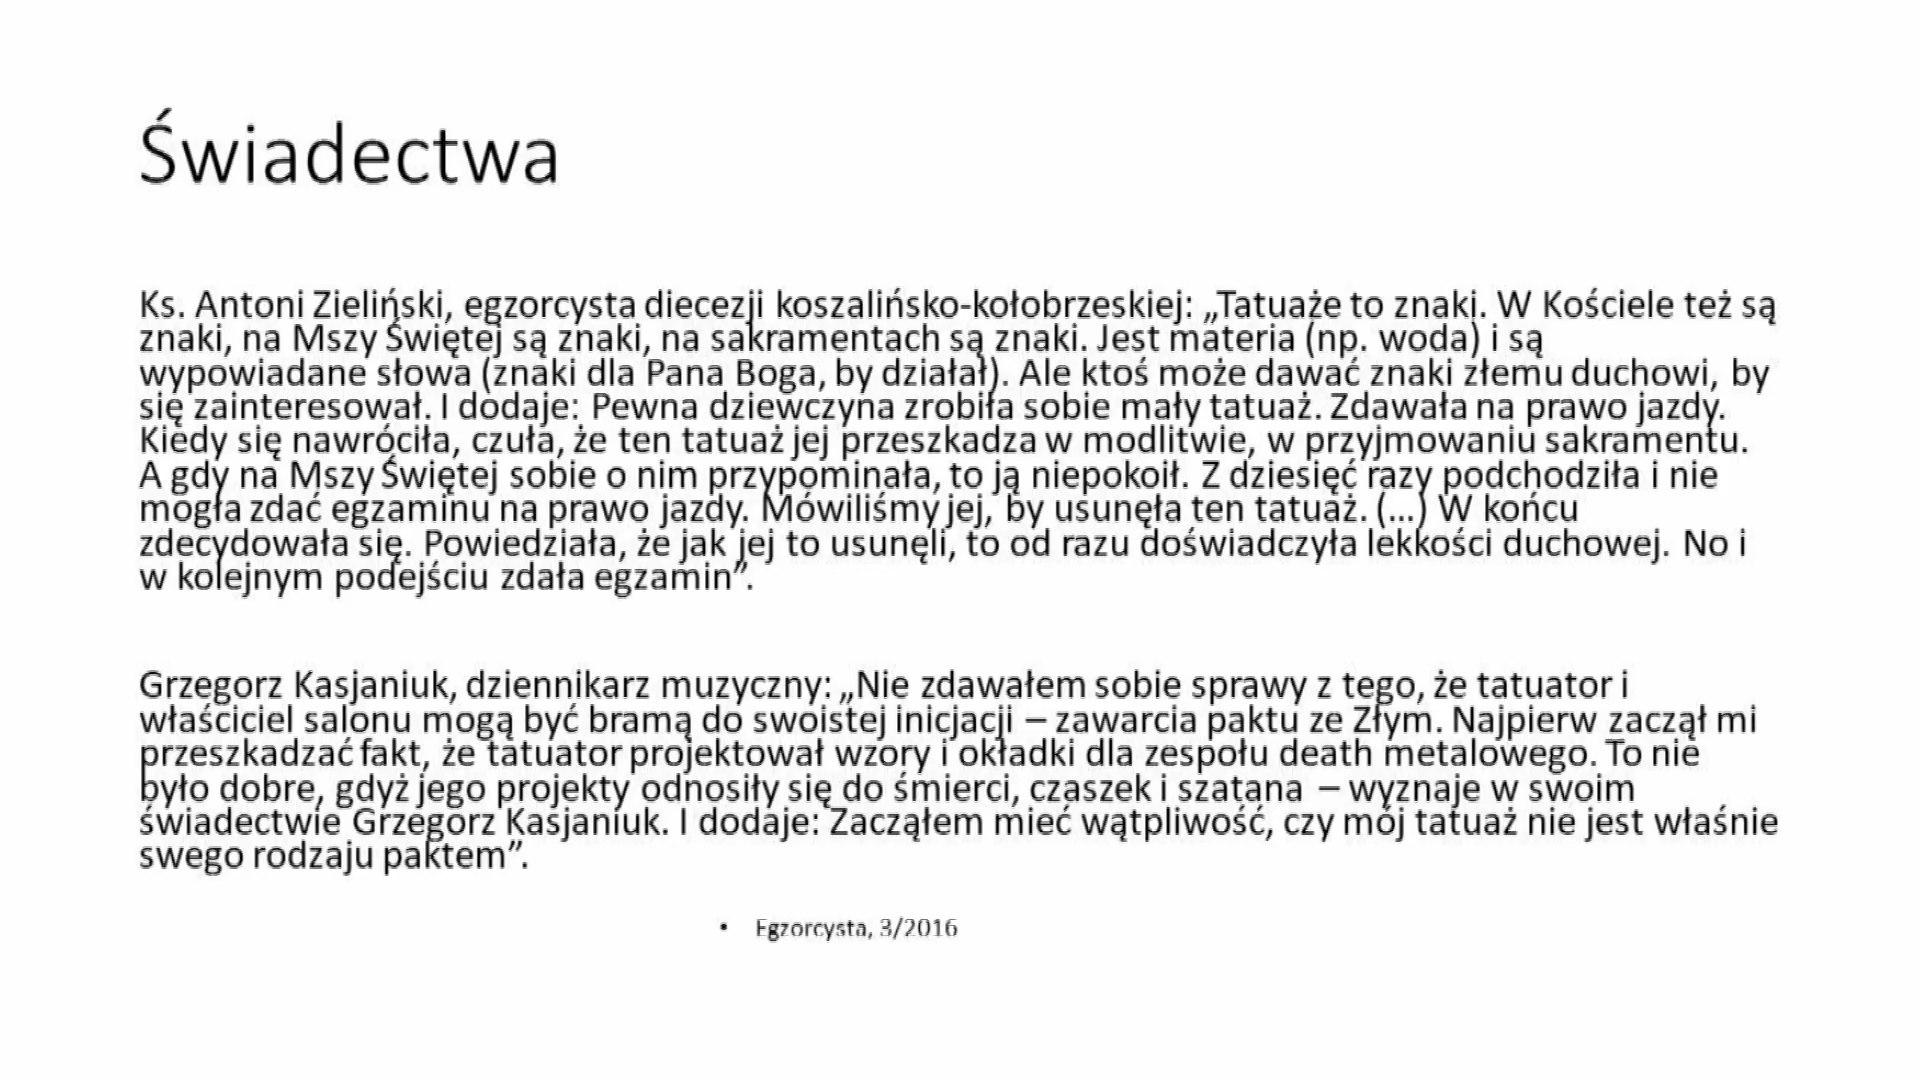 Świadectwa
Ks. Antoni Zieliński, egzorcysta diecezji koszalińsko-kołobrzeskiej: „Tatuaże to znaki. W Kościele też są
znaki, na Mszy Świętej są znaki, na sakramentach są znaki. Jest materia (np. woda) i są
wypowiadane słowa (znaki dla Pana Boga, by działał). Ale ktoś może dawać znaki złemu duchowi, by
się zainteresował. I dodaje: Pewna dziewczyna zrobiła sobie mały tatuaż. Zdawała na prawo jazdy.
Kiedy się nawróciła, czuła, że ten tatuaż jej przeszkadza w modlitwie, w przyjmowaniu sakramentu.
A gdy na Mszy Świętej sobie o nim przypominała, to ją niepokoił. Z dziesięć razy podchodziła i nie
mogła zdać egzaminu na prawo jazdy. Mówiliśmy jej, by usunęła ten tatuaż. (...) W końcu
zdecydowała się. Powiedziała, że jak jej to usunęli, to od razu doświadczyła lekkości duchowej. No i
w kolejnym podejściu zdała egzamin”.
Grzegorz Kasjaniuk, dziennikarz muzyczny: „Nie zdawałem sobie sprawy z tego, że tatuator i
właściciel salonu mogą być bramą do swoistej inicjacji – zawarcia paktu ze Złym. Najpierw zaczął mi
przeszkadzać fakt, że tatuator projektował wzory i okładki dla zespołu death metalowego. To nie
było dobre, gdyż jego projekty odnosiły się do śmierci, czaszek i szatana – wyznaje w swoim
świadectwie Grzegorz Kasjaniuk. I dodaje: Zacząłem mieć wątpliwość, czy mój tatuaż nie jest właśnie
swego rodzaju paktem”.
• Egzorcysta, 3/2016